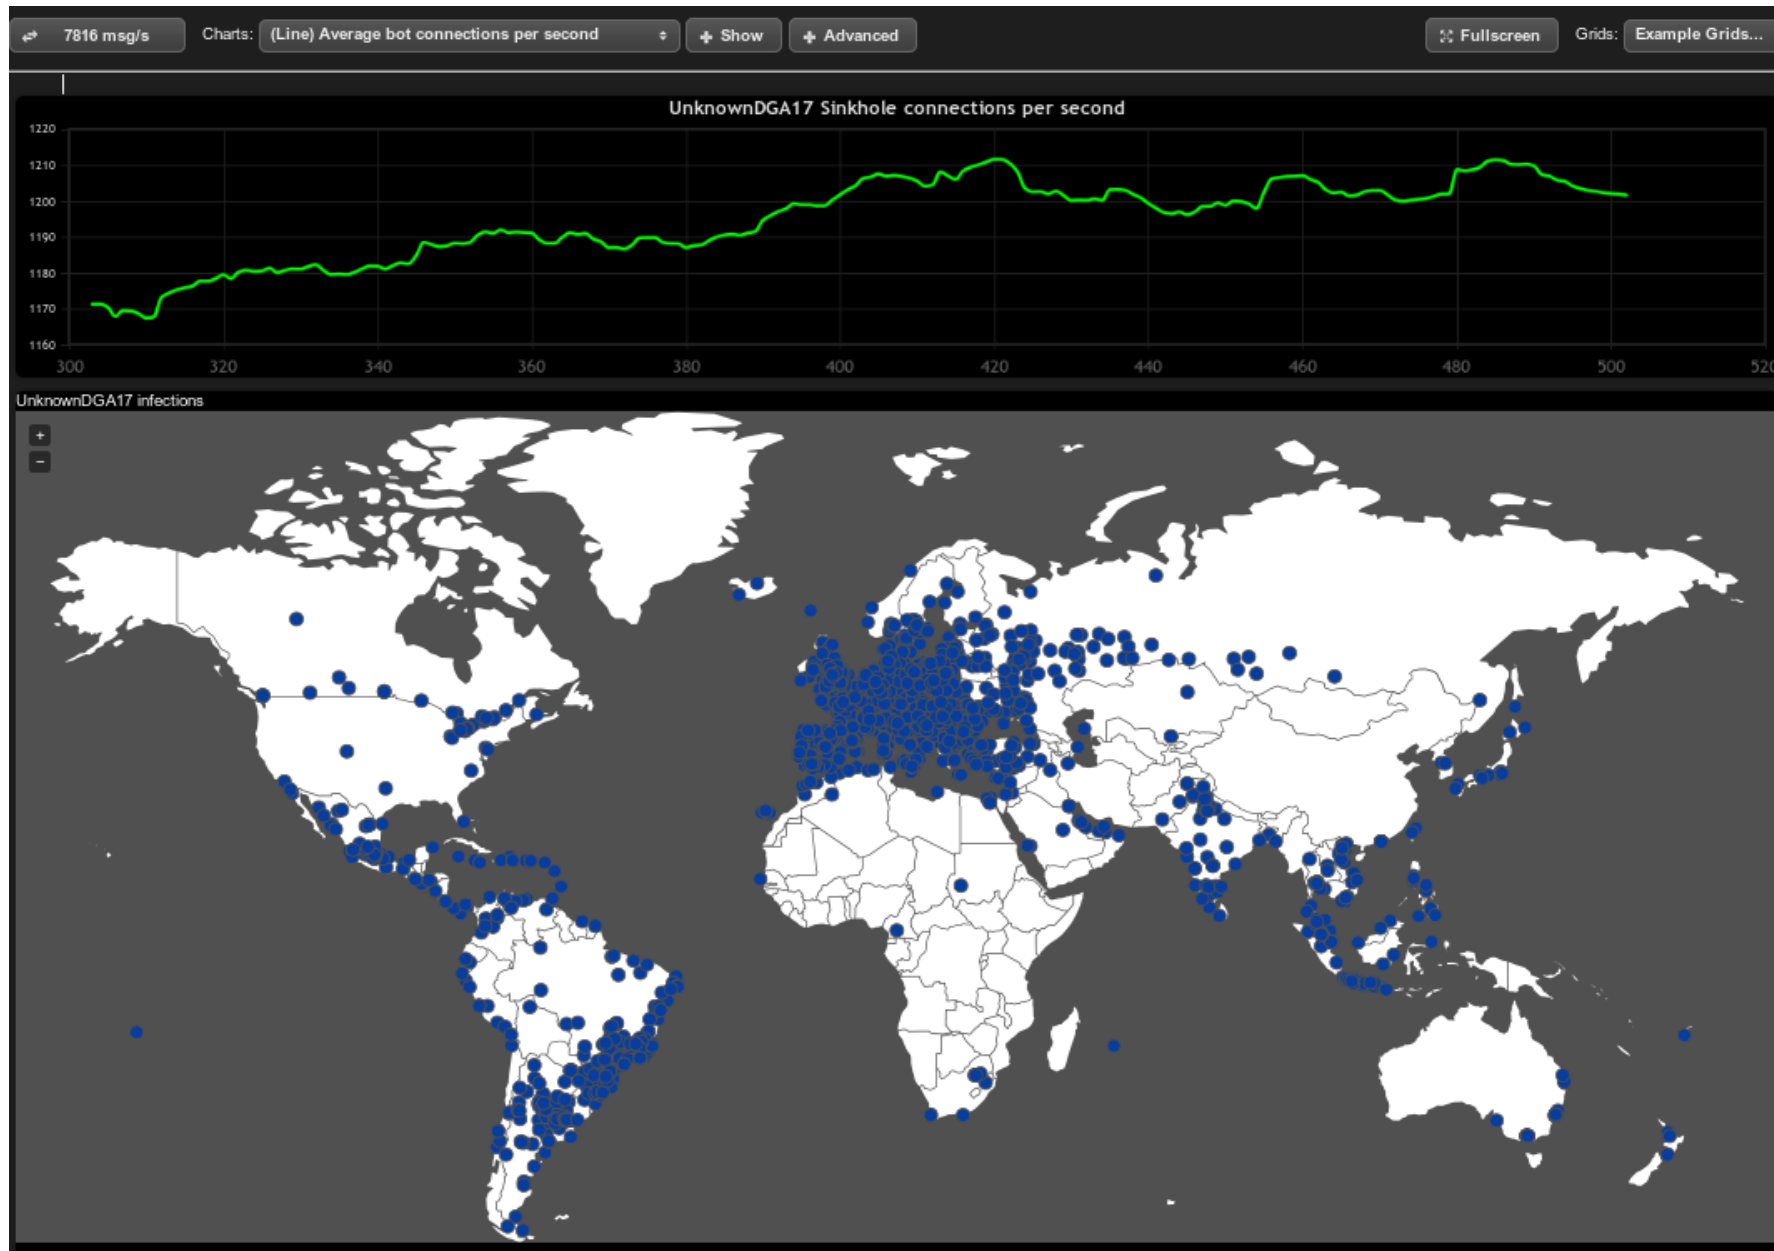 7816 msg/s Charts: (Line) Average bot connections per second Show Advanced Fullscreen Grids: Example Grids...
UnknownDGA17 Sinkhole connections per second
1220
1210
1200
1190
1180
1170
1160
300 320 340 360 380 400 420 440 460 480 500 520
UnknownDGA17 infections
+
−